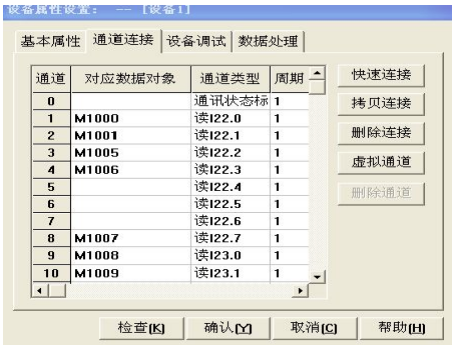 设备属性设置： -- [设备1]
基本属性 通道连接 设备调试 数据处理
通道 对应数据对象 通道类型 周期
0 通讯状态标 1
1 M1000 读I22.0 1
2 M1001 读I22.1 1
3 M1005 读I22.2 1
4 M1006 读I22.3 1
5 读I22.4 1
6 读I22.5 1
7 读I22.6 1
8 M1007 读I22.7 1
9 M1008 读I23.0 1
10 M1009 读I23.1 1
快速连接
拷贝连接
删除连接
虚拟通道
删除通道
检查[K] 确认[Y] 取消[C] 帮助[H]